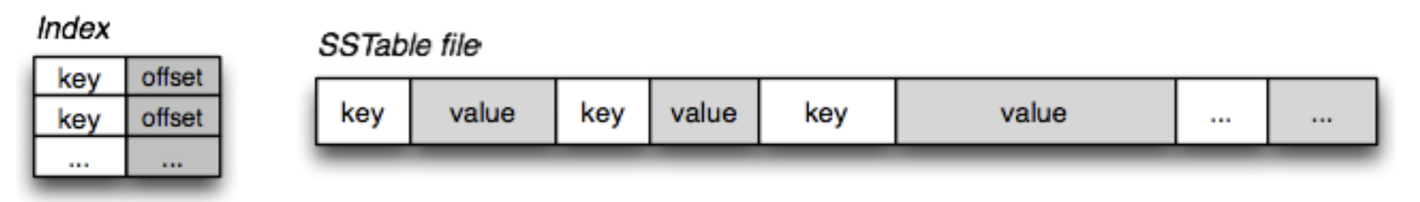 Index
key offset
key offset
... ...
SSTable file
key value key value key value ... ...